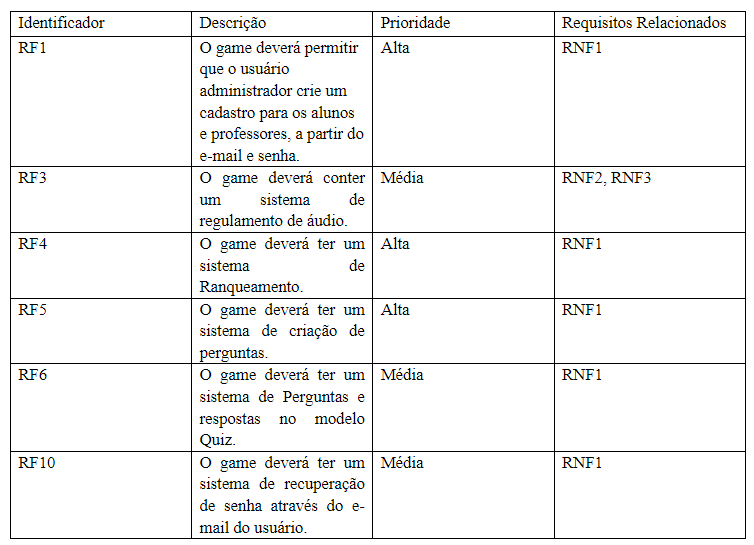 Identificador Descrição Prioridade Requisitos Relacionados
RF1 O game deverá permitir Alta RNF1
que o usuário
administrador crie um
cadastro para os alunos
e professores, a partir do
e-mail e senha.
RF3 O game deverá conter Média RNF2, RNF3
um sistema de
regulamento de áudio.
RF4 O game deverá ter um Alta RNF1
sistema de
Ranqueamento.
RF5 O game deverá ter um Alta RNF1
sistema de criação de
perguntas.
RF6 O game deverá ter um Média RNF1
sistema de Perguntas e
respostas no modelo
Quiz.
RF10 O game deverá ter um Média RNF1
sistema de recuperação
de senha através do e-
mail do usuário.